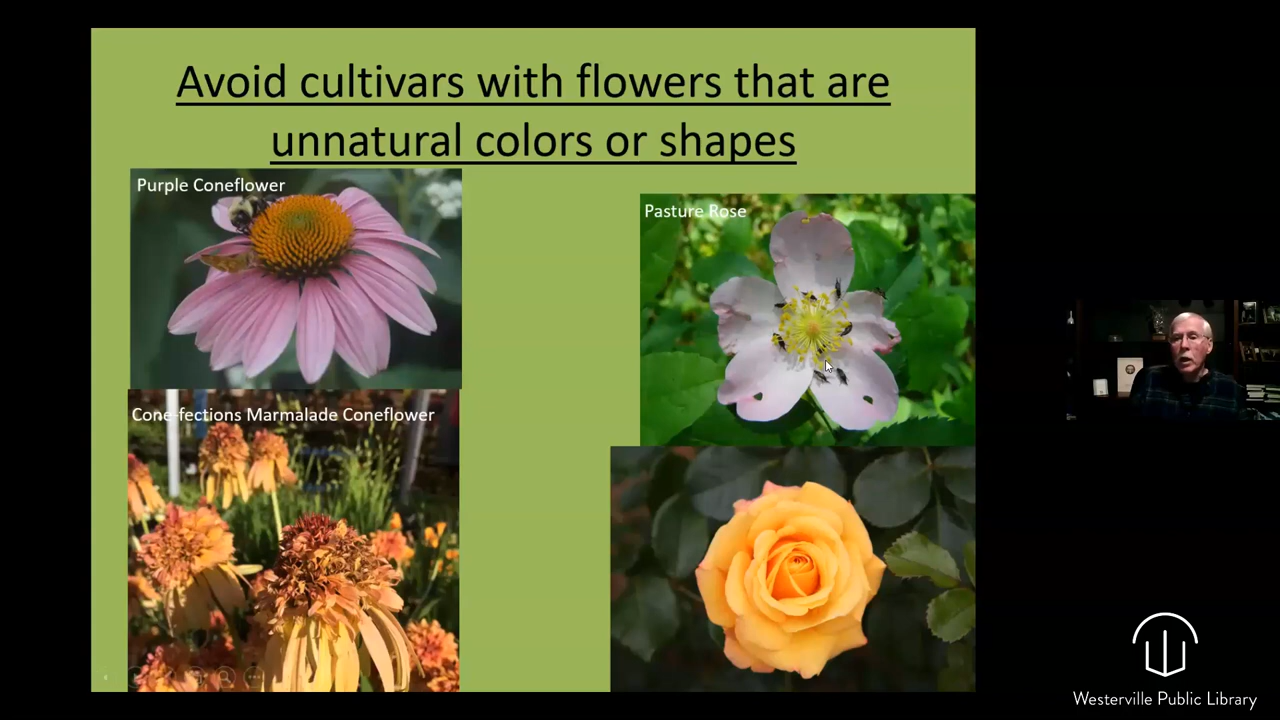 Avoid cultivars with flowers that are
unnatural colors or shapes
Purple Coneflower
Pasture Rose
Cone-fections Marmalade Coneflower
Westerville Public Library